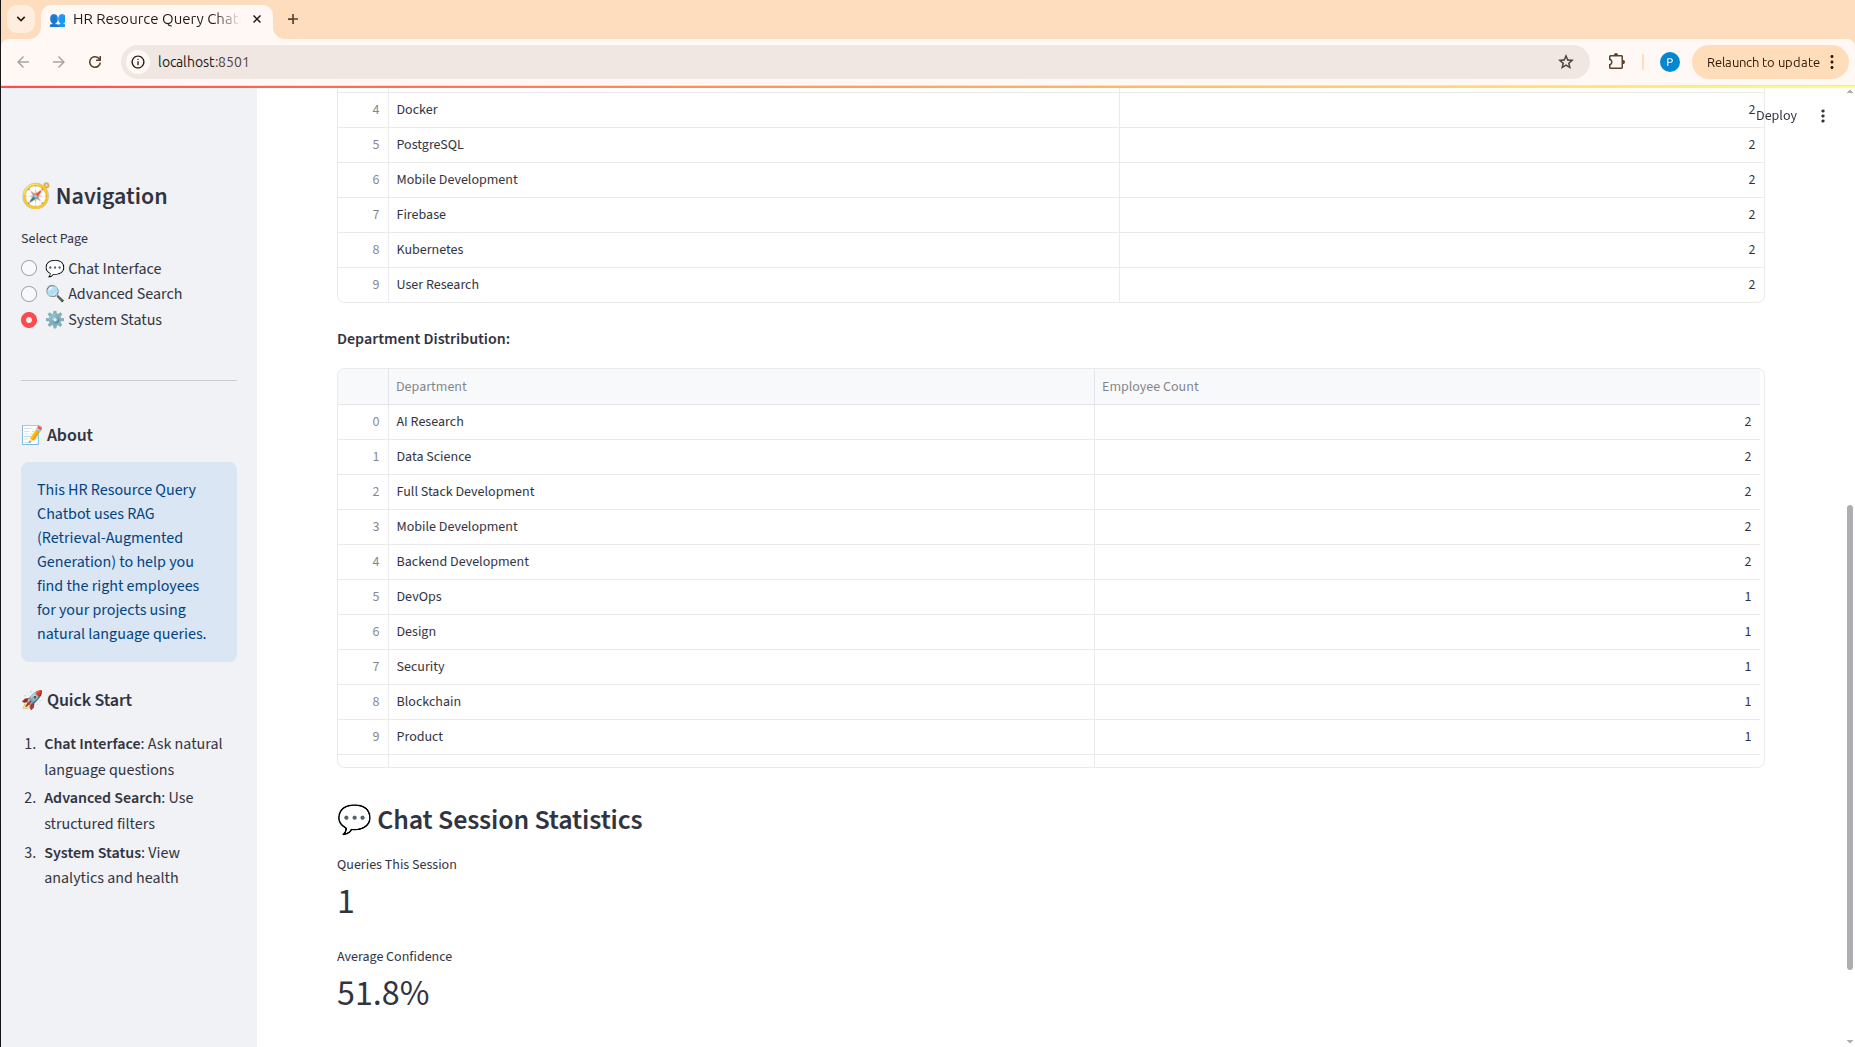 HR Resource Query Chat
localhost:8501
P
Relaunch to update
Deploy
Navigation
Select Page
Chat Interface
Advanced Search
System Status
About
This HR Resource Query
Chatbot uses RAG
(Retrieval-Augmented
Generation) to help you
find the right employees
for your projects using
natural language queries.
Quick Start
1. Chat Interface: Ask natural
language questions
2. Advanced Search: Use
structured filters
3. System Status: View
analytics and health
4 Docker 2
5 PostgreSQL 2
6 Mobile Development 2
7 Firebase 2
8 Kubernetes 2
9 User Research 2
Department Distribution:
Department Employee Count
0 AI Research 2
1 Data Science 2
2 Full Stack Development 2
3 Mobile Development 2
4 Backend Development 2
5 DevOps 1
6 Design 1
7 Security 1
8 Blockchain 1
9 Product 1
Chat Session Statistics
Queries This Session
1
Average Confidence
51.8%